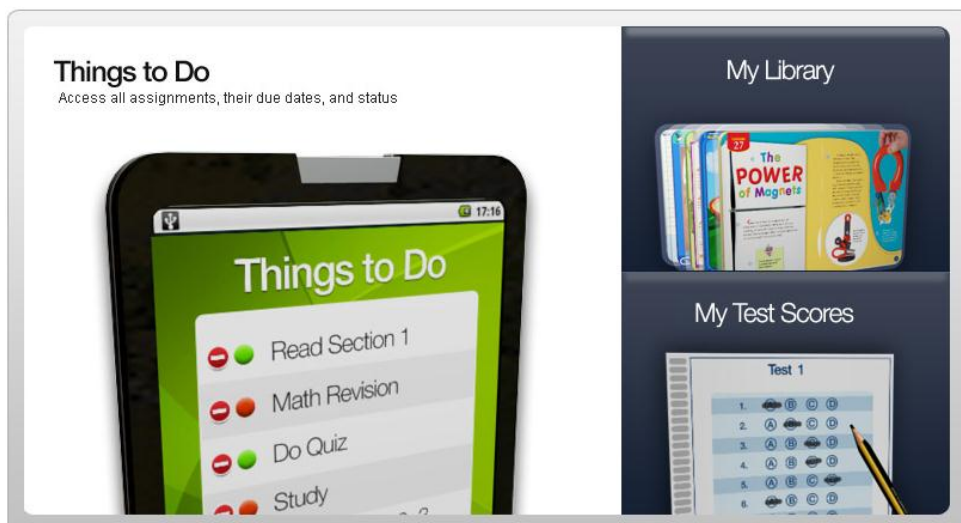 Things to Do
Access all assignments, their due dates, and status
17:16
Things to Do
Read Section 1
Math Revision
Do Quiz
Study
My Library
27
The
POWER
of Magnets
My Test Scores
Test 1
1. A B C D
2. A B C D
3. A B C D
4. A B C D
5. A B C D
6. A B C D